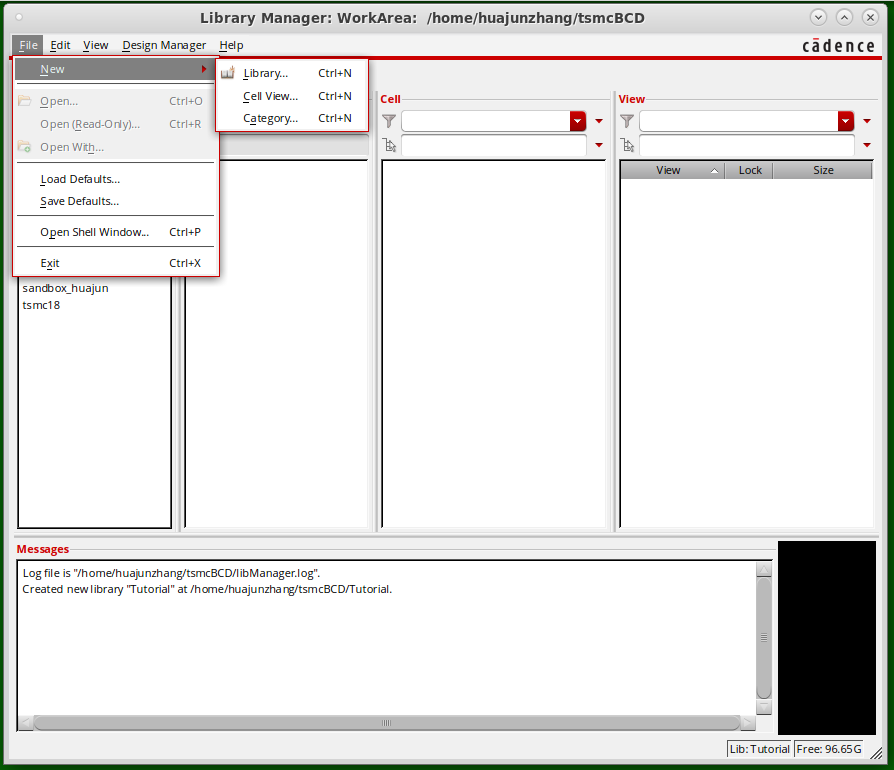 Library Manager: WorkArea: /home/huajunzhang/tsmcBCD
File Edit View Design Manager Help
cādence
New
Open... Ctrl+O
Open (Read-Only)... Ctrl+R
Open With...
Load Defaults...
Save Defaults...
Open Shell Window... Ctrl+P
Exit Ctrl+X
Library... Ctrl+N
Cell View... Ctrl+N
Category... Ctrl+N
sandbox_huajun
tsmc18
Cell
View
View Lock Size
Messages
Log file is "/home/huajunzhang/tsmcBCD/libManager.log".
Created new library "Tutorial" at /home/huajunzhang/tsmcBCD/Tutorial.
Lib: Tutorial Free: 96.65G